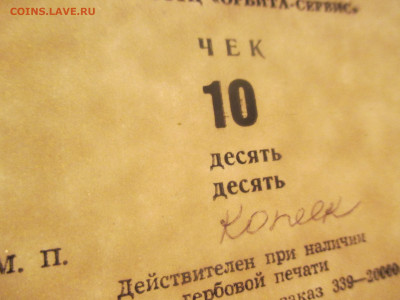 COINS.LAVE.RU
«ОРБИТА-СЕРВИС»
ЧЕК
10
десять
десять
копеек
М. П.
Действителен при наличии
гербовой печати
заказ 339—20000